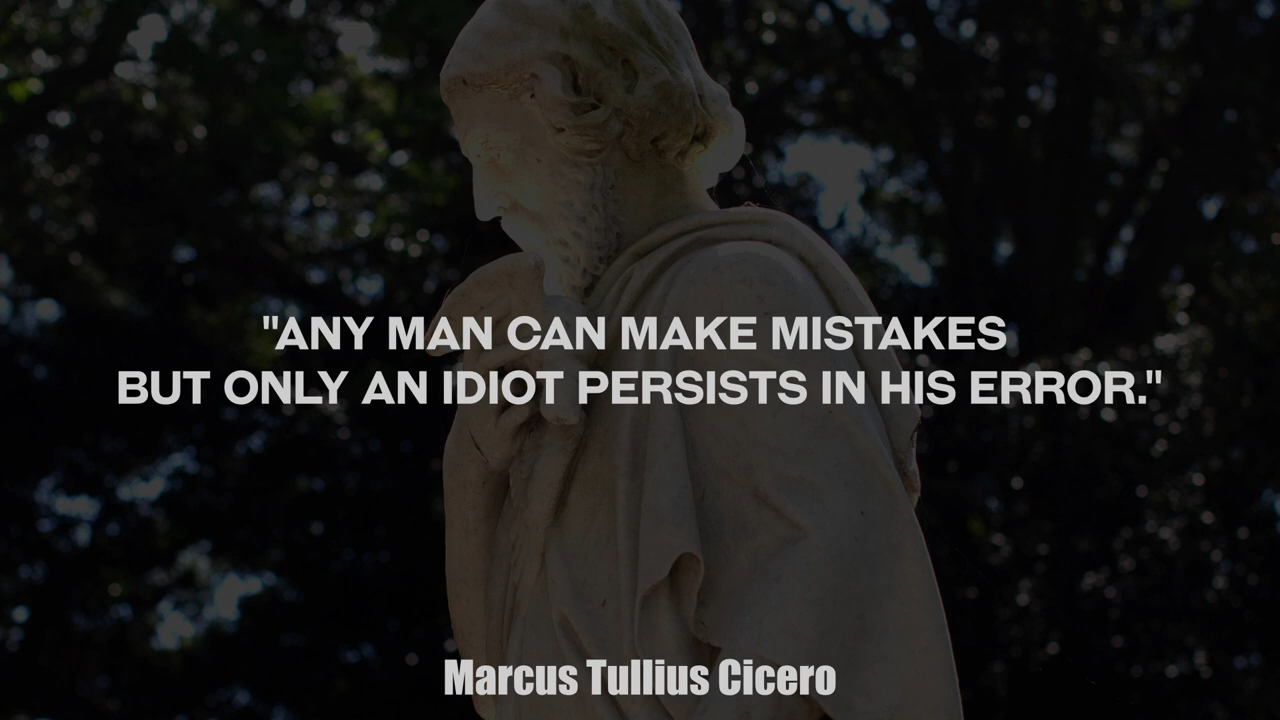 "ANY MAN CAN MAKE MISTAKES
BUT ONLY AN IDIOT PERSISTS IN HIS ERROR."
Marcus Tullius Cicero